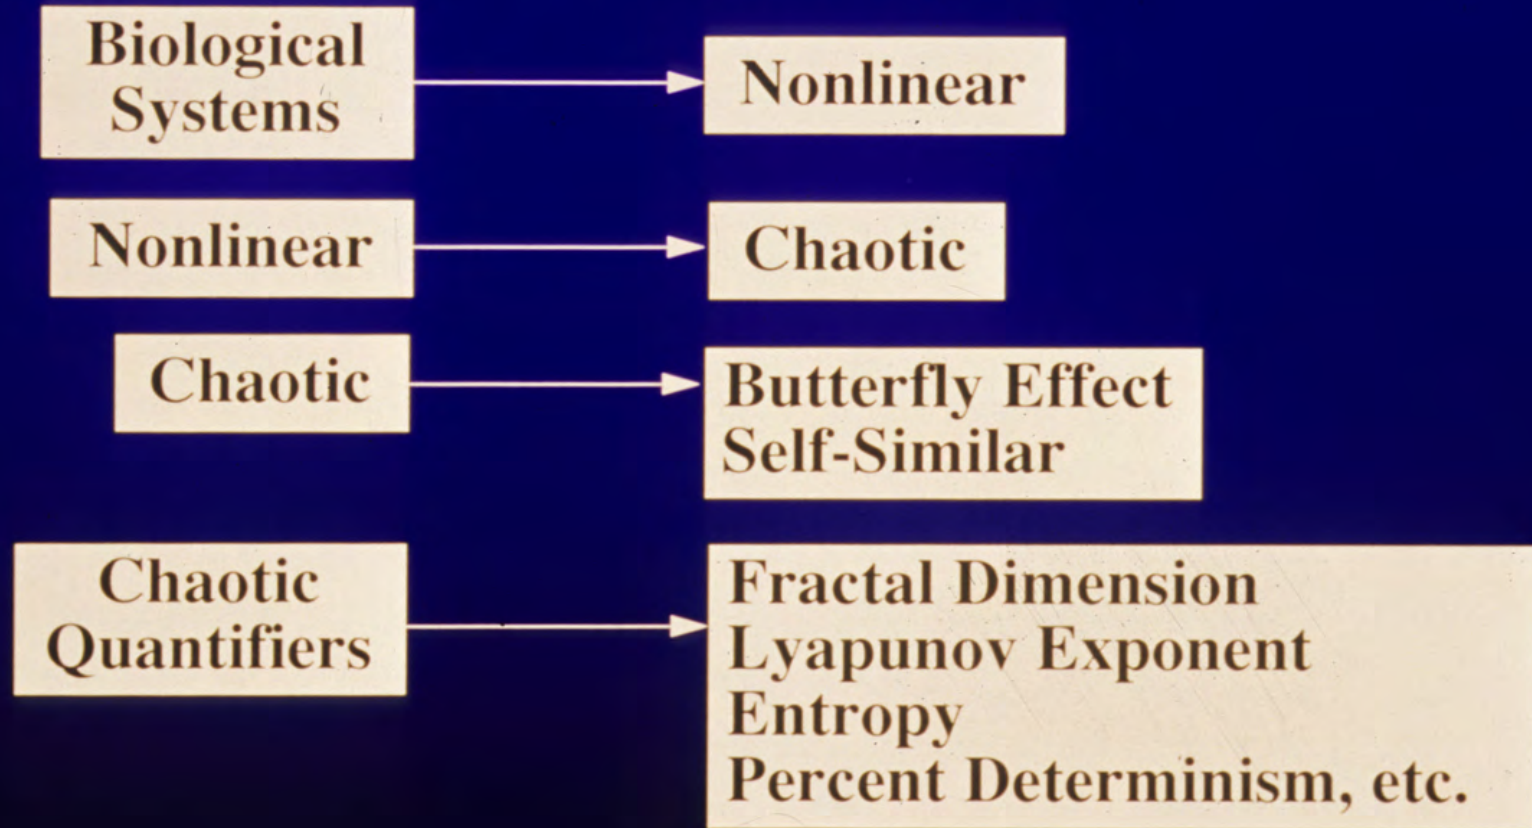 Biological
Systems
Nonlinear
Nonlinear
Chaotic
Chaotic
Butterfly Effect
Self-Similar
Chaotic
Quantifiers
Fractal Dimension
Lyapunov Exponent
Entropy
Percent Determinism, etc.